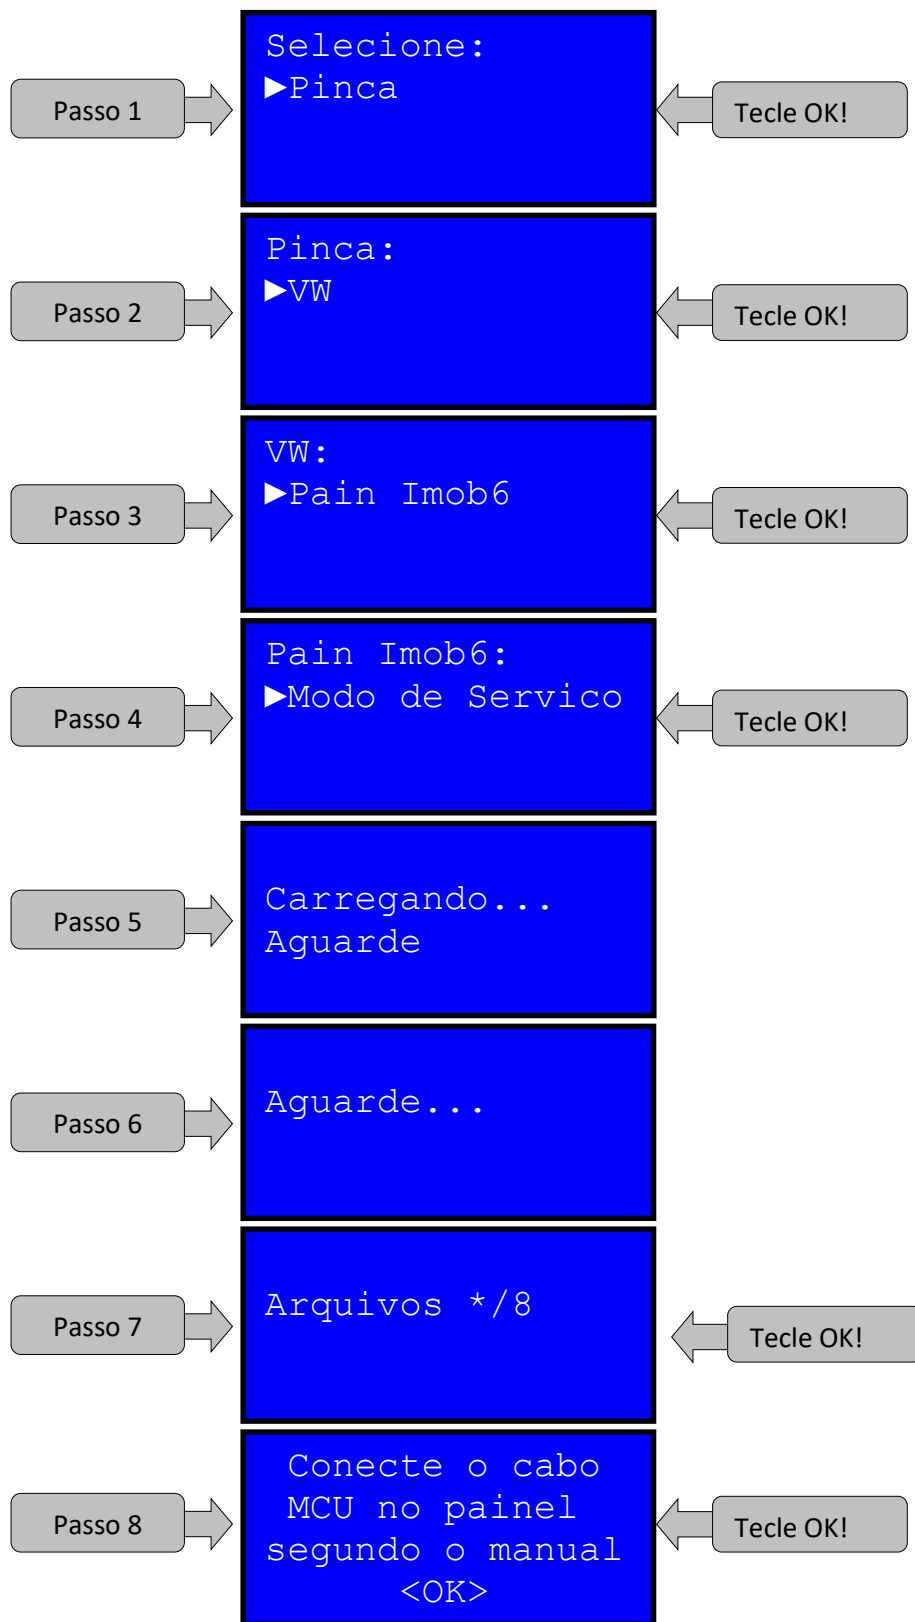 Selecione:
►Pinca
Passo 1
Tecle OK!
Pinca:
►VW
Passo 2
Tecle OK!
VW:
►Pain Imob6
Passo 3
Tecle OK!
Pain Imob6:
►Modo de Servico
Passo 4
Tecle OK!
Carregando...
Aguarde
Passo 5
Aguarde...
Passo 6
Arquivos */8
Passo 7
Tecle OK!
Conecte o cabo
MCU no painel
segundo o manual
<OK>
Passo 8
Tecle OK!